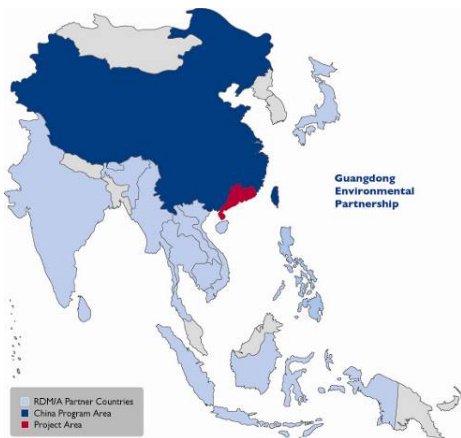 Guangdong
Environmental
Partnership
RDM/A Partner Countries
China Program Area
Project Area